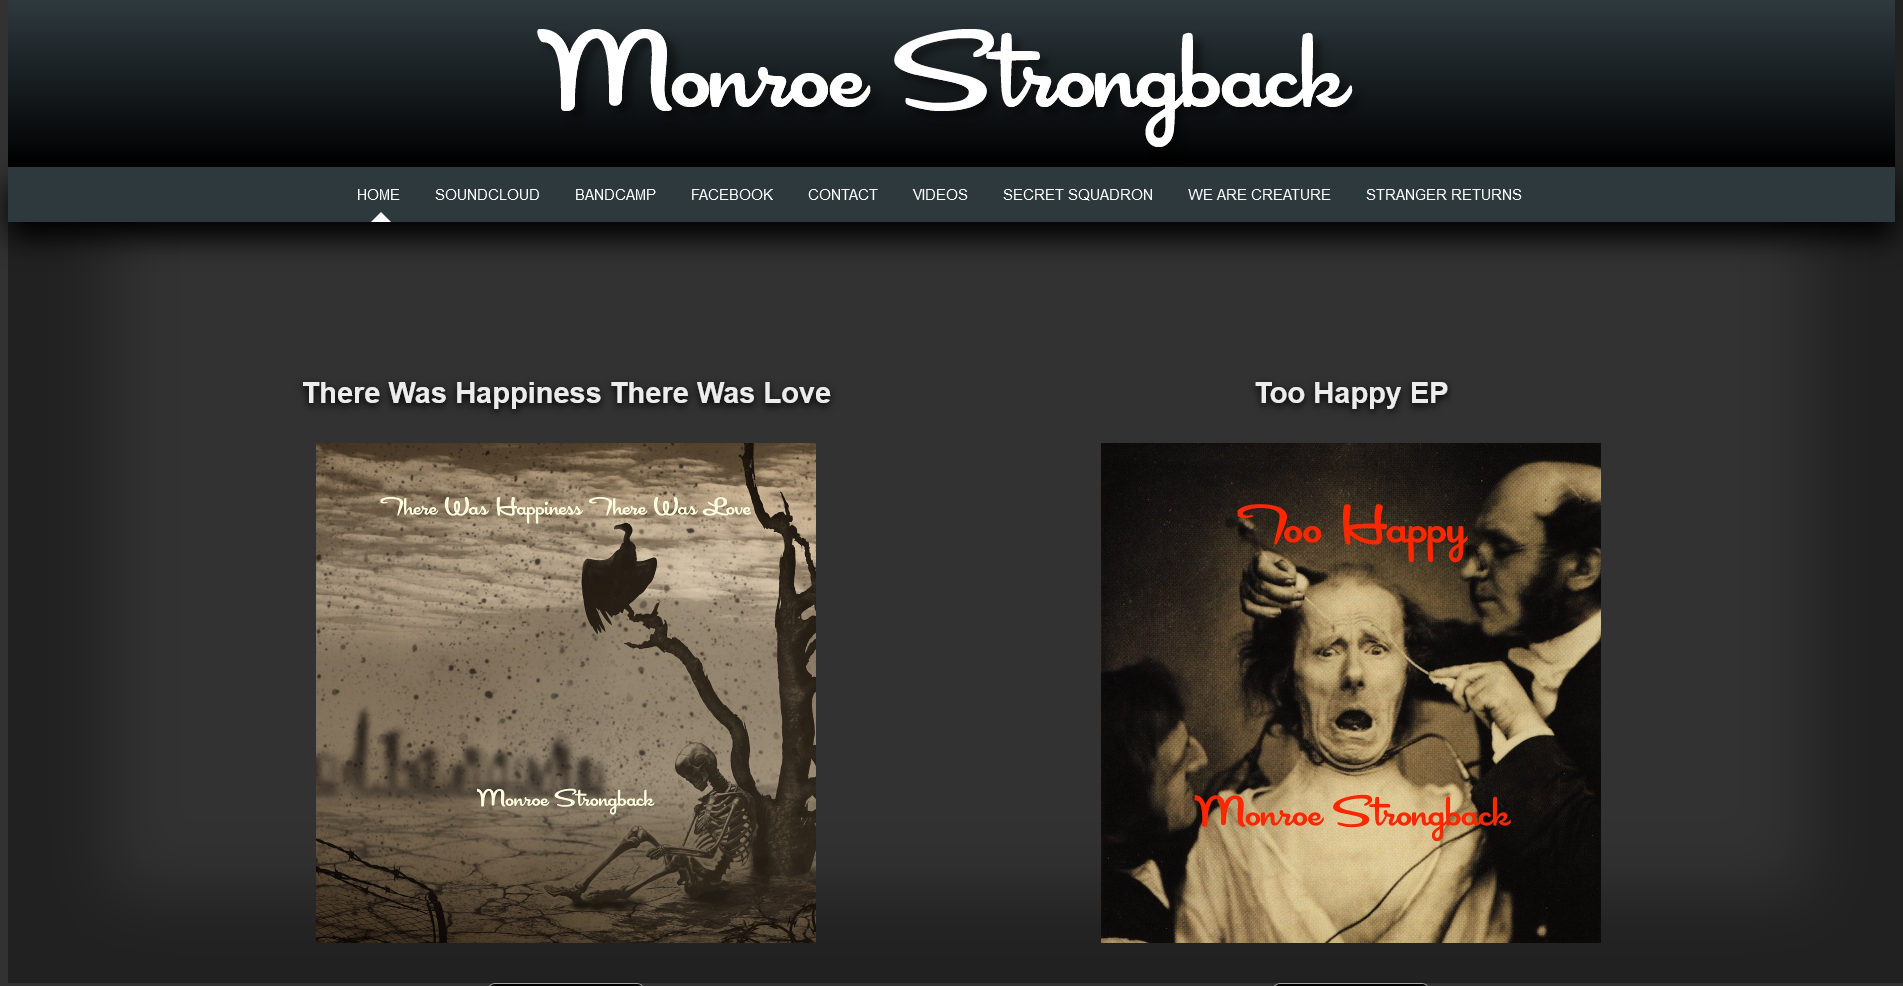 Monroe Strongback
HOME SOUNDCLOUD BANDCAMP FACEBOOK CONTACT VIDEOS SECRET SQUADRON WE ARE CREATURE STRANGER RETURNS
There Was Happiness There Was Love
There Was Happiness There Was Love
Monroe Strongback
Too Happy EP
Too Happy
Monroe Strongback